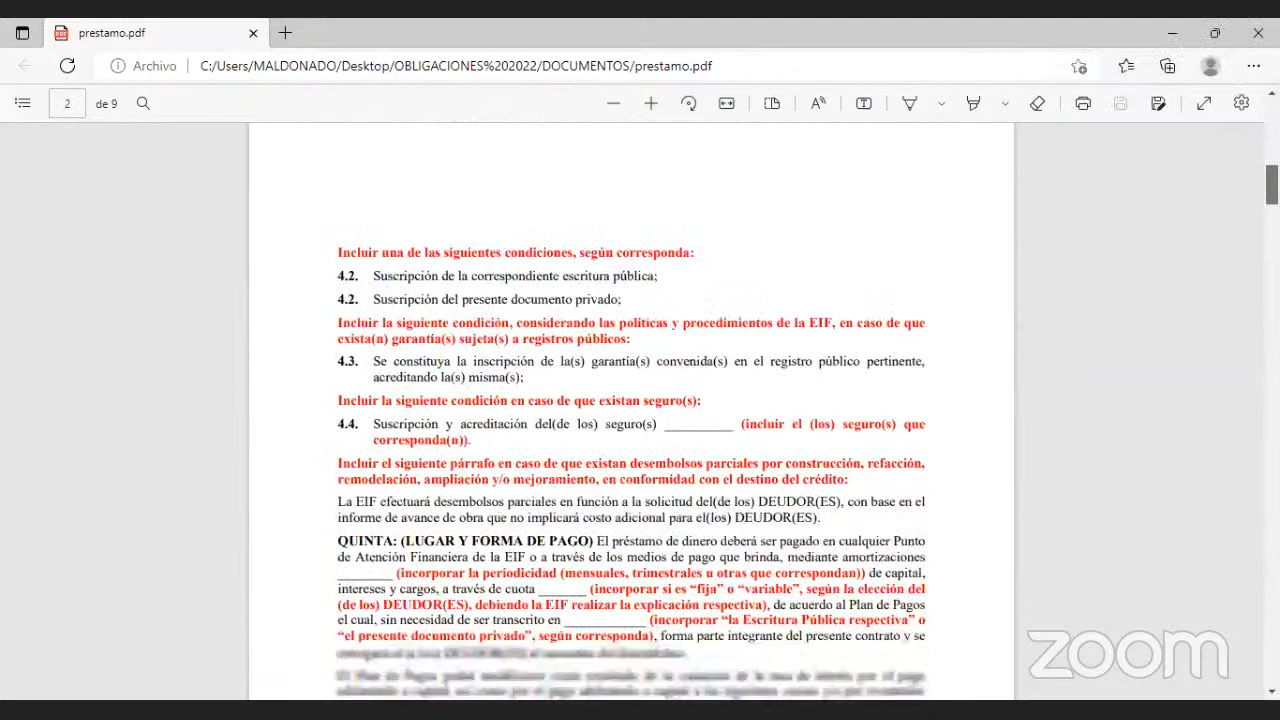 prestamo.pdf
Archivo | C:/Users/MALDONADO/Desktop/OBLIGACIONES%202022/DOCUMENTOS/prestamo.pdf
2 de 9
Incluir una de las siguientes condiciones, según corresponda:
4.2. Suscripción de la correspondiente escritura pública;
4.2. Suscripción del presente documento privado;
Incluir la siguiente condición, considerando las políticas y procedimientos de la EIF, en caso de que
exista(n) garantía(s) sujeta(s) a registros públicos:
4.3. Se constituya la inscripción de la(s) garantía(s) convenida(s) en el registro público pertinente,
acreditando la(s) misma(s);
Incluir la siguiente condición en caso de que existan seguro(s):
4.4. Suscripción y acreditación del(de los) seguro(s) __________ (incluir el (los) seguro(s) que
corresponda(n)).
Incluir el siguiente párrafo en caso de que existan desembolsos parciales por construcción, refacción,
remodelación, ampliación y/o mejoramiento, en conformidad con el destino del crédito:
La EIF efectuará desembolsos parciales en función a la solicitud del(de los) DEUDOR(ES), con base en el
informe de avance de obra que no implicará costo adicional para el(los) DEUDOR(ES).
QUINTA: (LUGAR Y FORMA DE PAGO) El préstamo de dinero deberá ser pagado en cualquier Punto
de Atención Financiera de la EIF o a través de los medios de pago que brinda, mediante amortizaciones
________ (incorporar la periodicidad (mensuales, trimestrales u otras que correspondan)) de capital,
intereses y cargos, a través de cuota _______ (incorporar si es “fija” o “variable”, según la elección del
(de los) DEUDOR(ES), debiendo la EIF realizar la explicación respectiva), de acuerdo al Plan de Pagos
el cual, sin necesidad de ser transcrito en ____________ (incorporar “la Escritura Pública respectiva” o
“el presente documento privado”, según corresponda), forma parte integrante del presente contrato y se
zoom